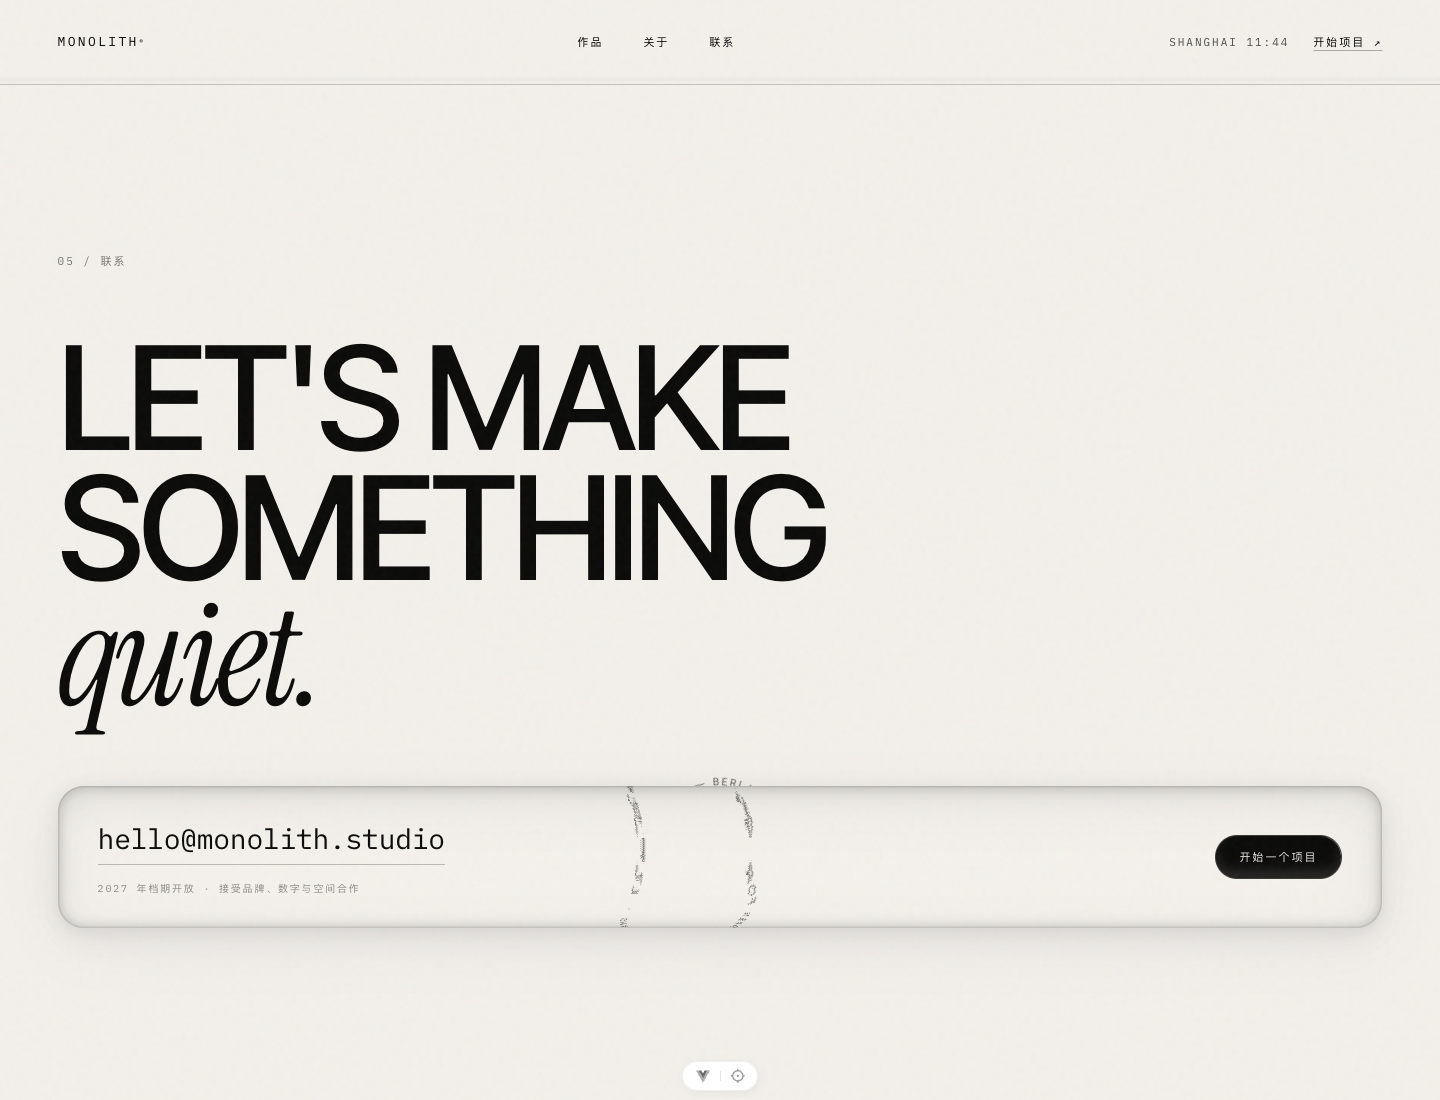 MONOLITH®
作品
关于
联系
SHANGHAI 11:44
开始项目 ↗
05 / 联系
LET'S MAKE
SOMETHING
quiet.
hello@monolith.studio
2027 年档期开放 · 接受品牌、数字与空间合作
开始一个项目